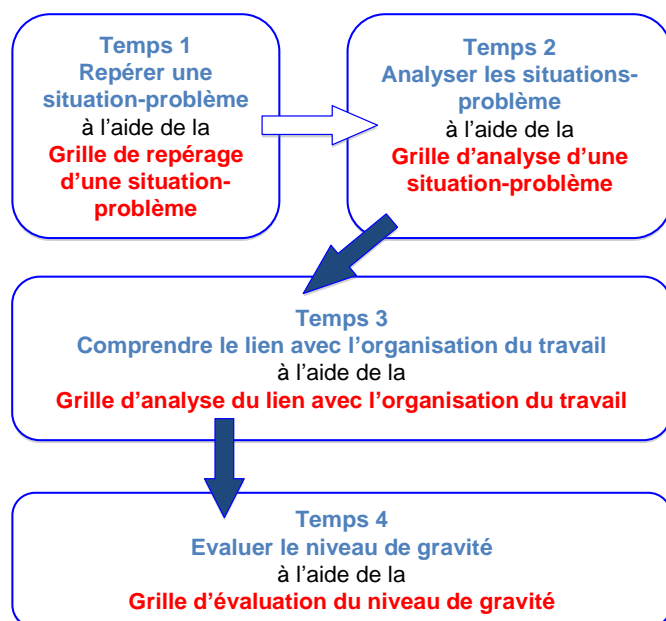 Temps 1
Repérer une
situation-problème
à l’aide de la
Grille de repérage
d’une situation-
problème
Temps 2
Analyser les situations-
problème
à l’aide de la
Grille d’analyse d’une
situation-problème
Temps 3
Comprendre le lien avec l’organisation du travail
à l’aide de la
Grille d’analyse du lien avec l’organisation du travail
Temps 4
Evaluer le niveau de gravité
à l’aide de la
Grille d’évaluation du niveau de gravité